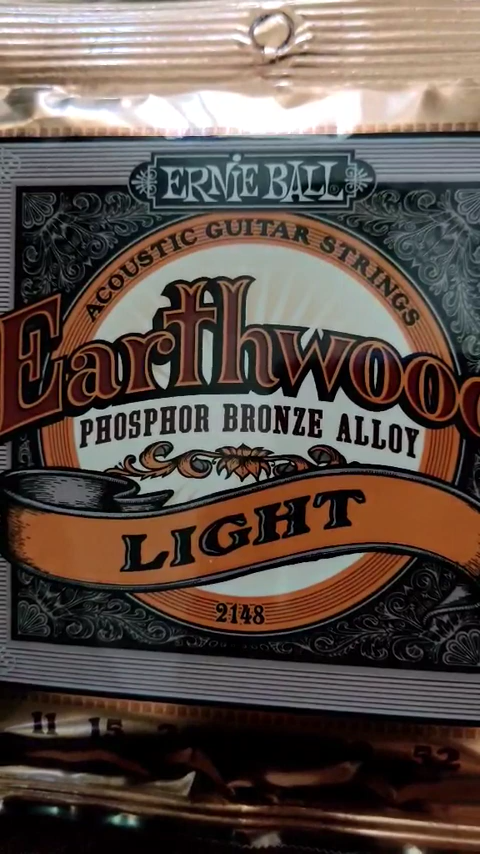 ERNIE BALL
ACOUSTIC GUITAR STRINGS
Earthwoo
PHOSPHOR BRONZE ALLOY
LIGHT
2148
11 15 52